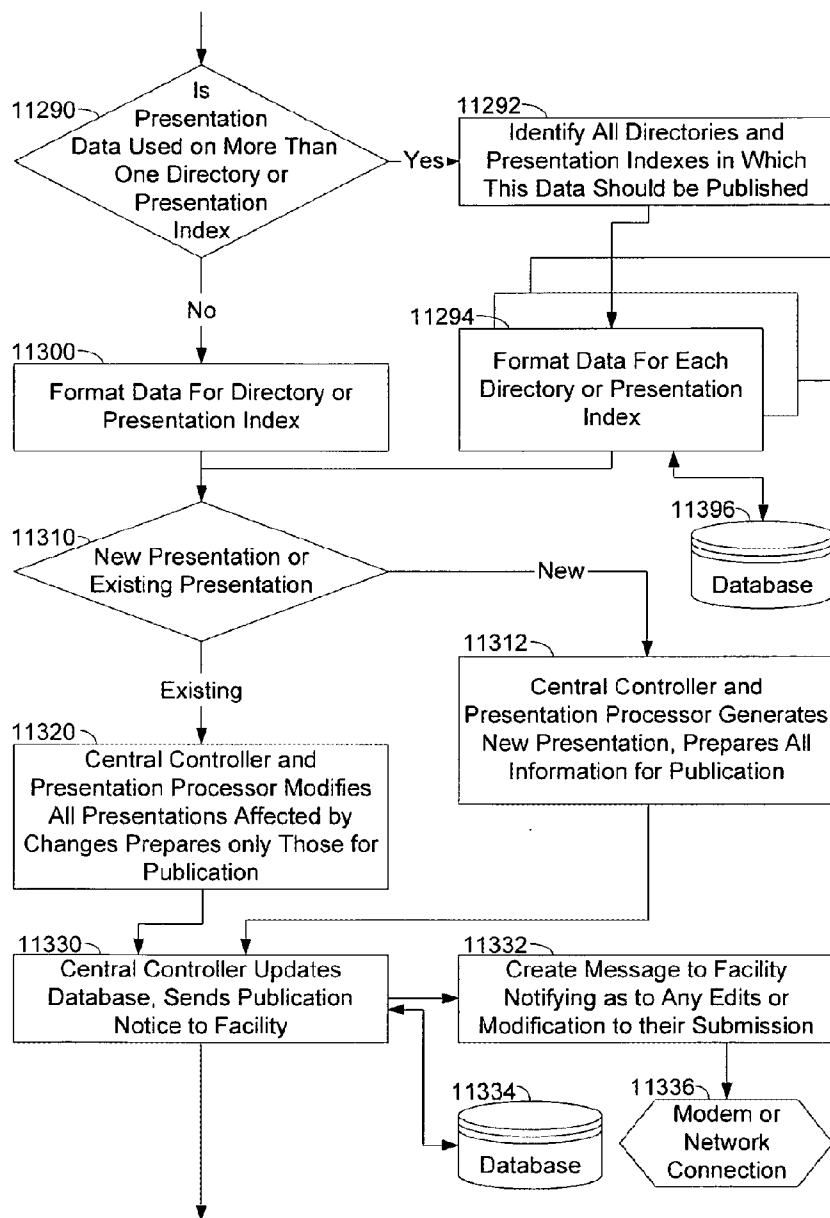 11290
Is
Presentation
Data Used on More Than
One Directory or
Presentation
Index
Yes
11292
Identify All Directories and
Presentation Indexes in Which
This Data Should be Published
No
11294
Format Data For Each
Directory or Presentation
Index
11300
Format Data For Directory or
Presentation Index
11396
Database
11310
New Presentation or
Existing Presentation
New
11312
Central Controller and
Presentation Processor Generates
New Presentation, Prepares All
Information for Publication
Existing
11320
Central Controller and
Presentation Processor Modifies
All Presentations Affected by
Changes Prepares only Those for
Publication
11330
Central Controller Updates
Database, Sends Publication
Notice to Facility
11332
Create Message to Facility
Notifying as to Any Edits or
Modification to their Submission
11334
Database
11336
Modem or
Network
Connection